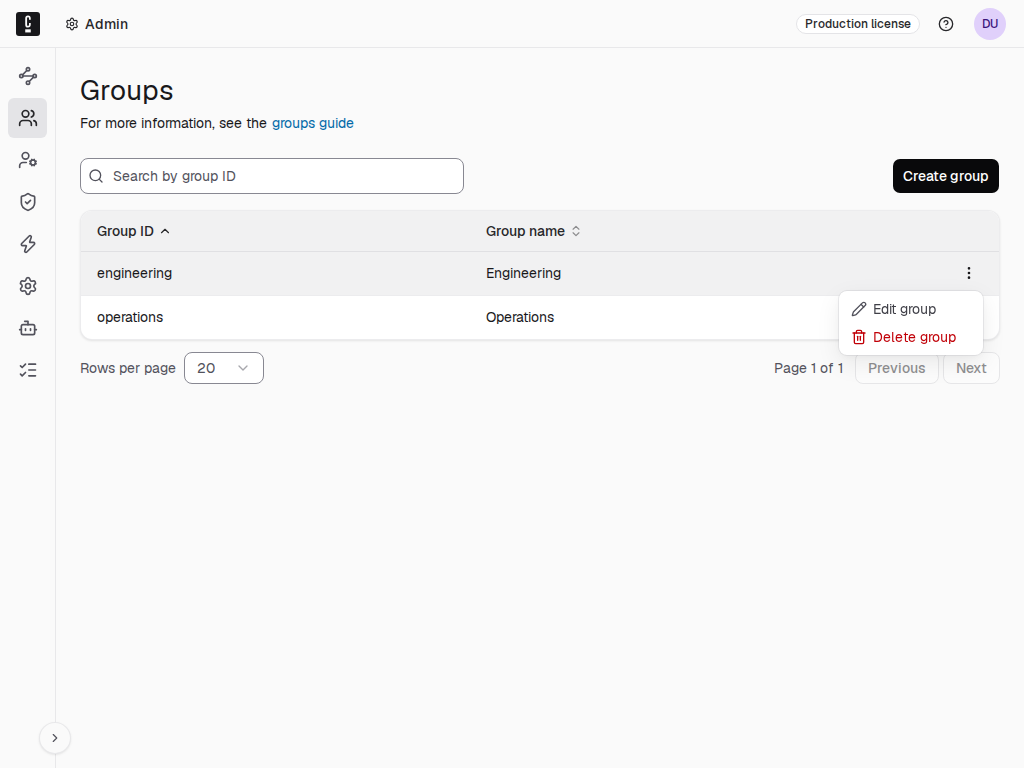 Admin
Production license
DU
Groups
For more information, see the groups guide
Search by group ID
Create group
Group ID
Group name
engineering
Engineering
operations
Operations
Edit group
Delete group
Rows per page
20
Page 1 of 1
Previous
Next